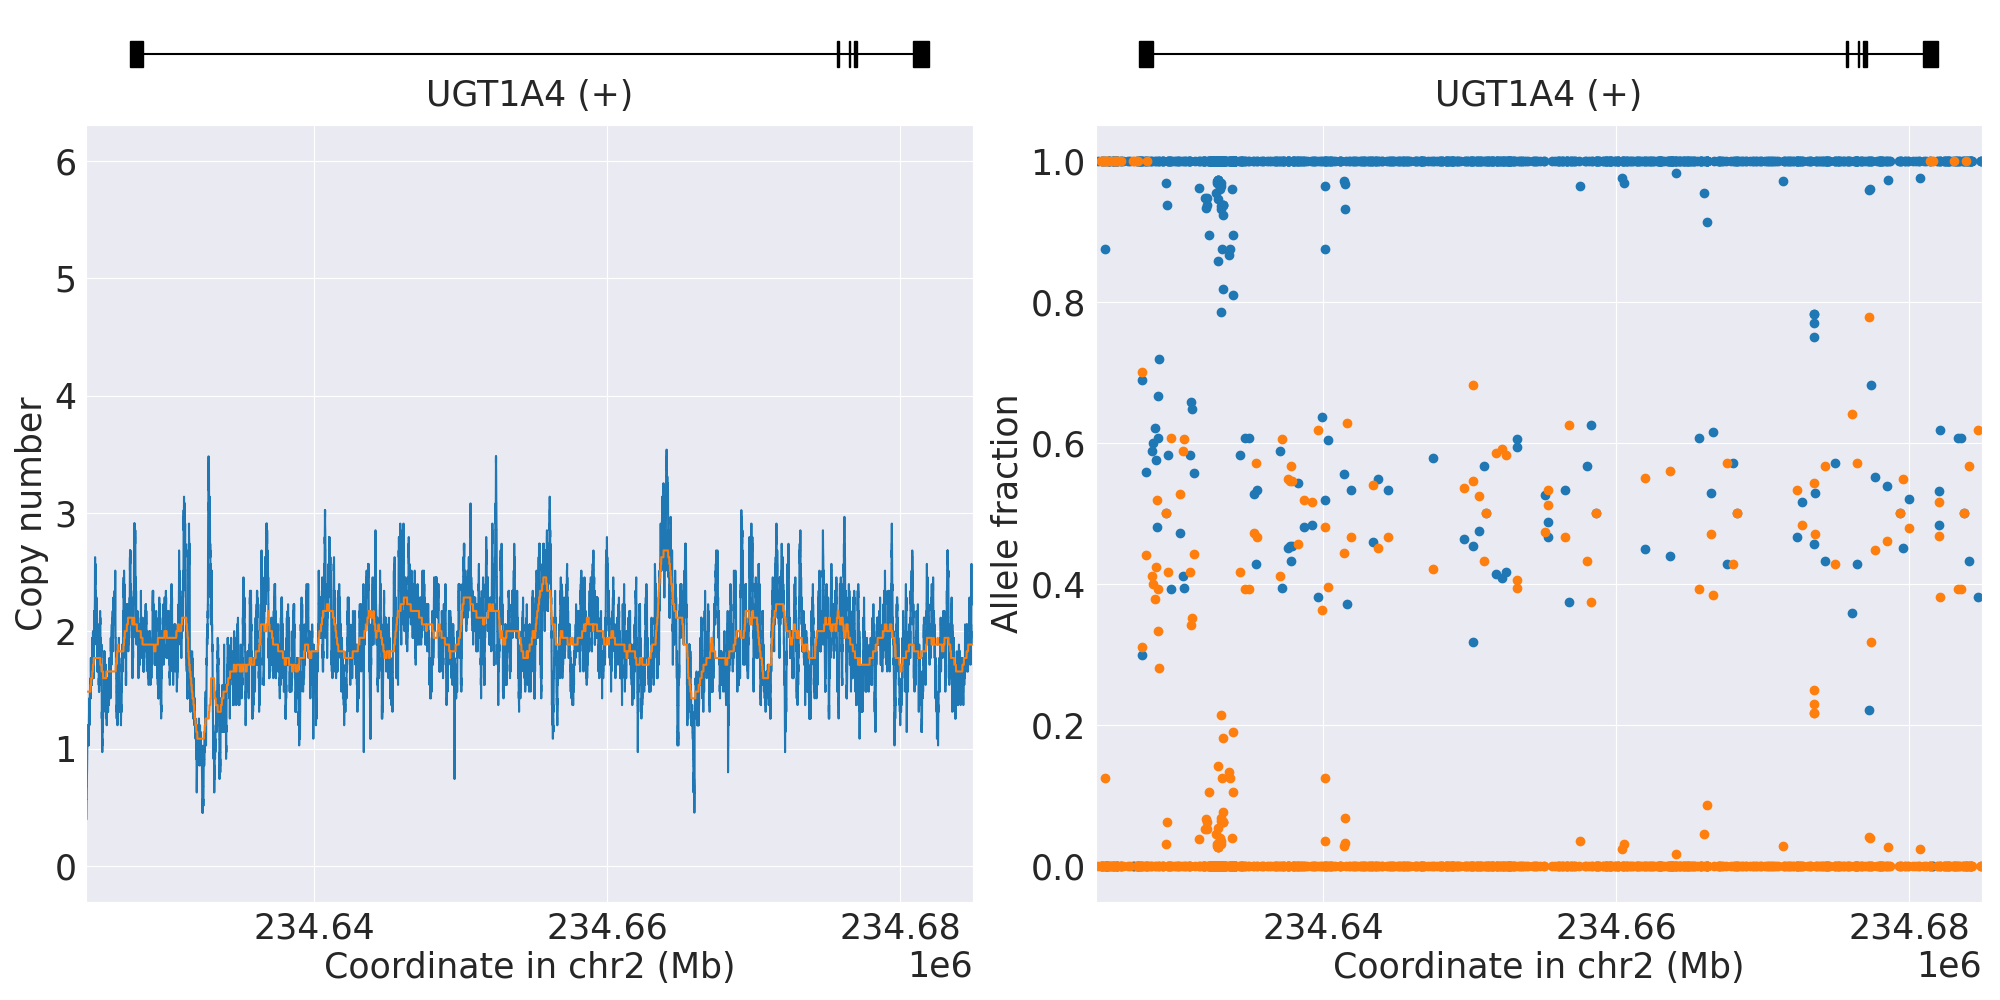 UGT1A4 (+)
6
5
4
3
2
1
0
Copy number
234.64
234.66
234.68
1e6
Coordinate in chr2 (Mb)
UGT1A4 (+)
1.0
0.8
0.6
0.4
0.2
0.0
Allele fraction
234.64
234.66
234.68
1e6
Coordinate in chr2 (Mb)